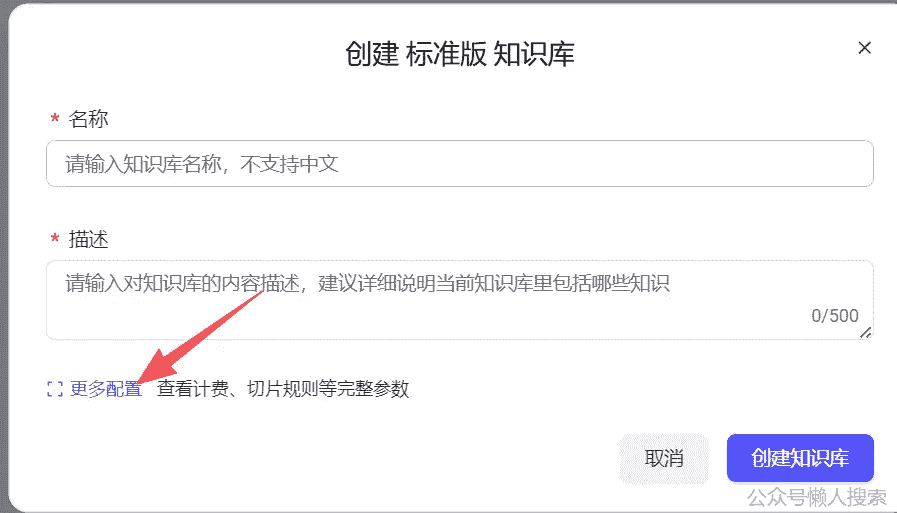 创建 标准版 知识库
* 名称
请输入知识库名称，不支持中文
* 描述
请输入对知识库的内容描述，建议详细说明当前知识库里包括哪些知识
0/500
更多配置 查看计费、切片规则等完整参数
取消 创建知识库
公众号懒人搜索